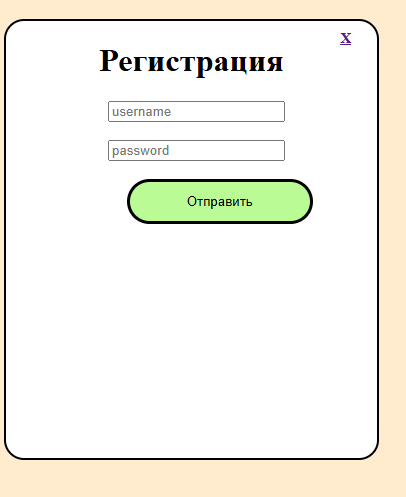 x
Регистрация
username
password
Отправить